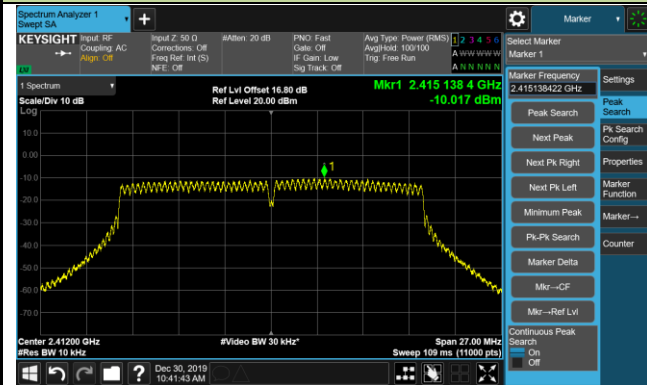 Spectrum Analyzer 1
Swept SA
+
Marker
KEYSIGHT
Input: RF
Coupling: AC
Align: Off
Input Z: 50 Ω
Corrections: Off
Freq Ref: Int (S)
NFE: Off
#Atten: 20 dB
PNO: Fast
Gate: Off
IF Gain: Low
Sig Track: Off
Avg Type: Power (RMS)
Avg|Hold: 100/100
Trig: Free Run
1 2 3 4 5 6
A W W W W W
A N N N N N
Select Marker
Marker 1
1 Spectrum
Scale/Div 10 dB
Log
Ref Lvl Offset 16.80 dB
Ref Level 20.00 dBm
Mkr1 2.415 138 4 GHz
-10.017 dBm
10.0
0.00
-10.0
-20.0
-30.0
-40.0
-50.0
-60.0
-70.0
1
Center 2.41200 GHz
#Res BW 10 kHz
#Video BW 30 kHz*
Span 27.00 MHz
Sweep 109 ms (11000 pts)
Marker Frequency
2.415138422 GHz
Peak Search
Next Peak
Next Pk Right
Next Pk Left
Minimum Peak
Pk-Pk Search
Marker Delta
Mkr→CF
Mkr→Ref Lvl
Continuous Peak
Search
On
Off
Settings
Peak
Search
Pk Search
Config
Properties
Marker
Function
Marker→
Counter
?
Dec 30, 2019
10:41:43 AM